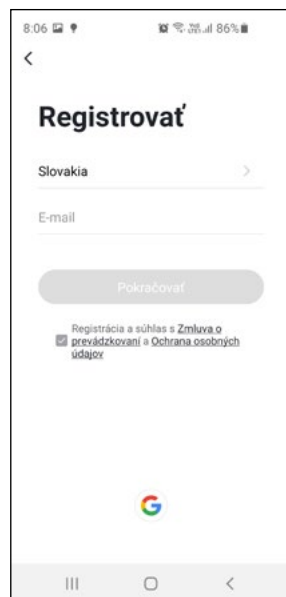 8:06 86%
Registrovať
Slovakia
E-mail
Pokračovať
Registrácia a súhlas s Zmluva o
prevádzkovaní a Ochrana osobných
údajov